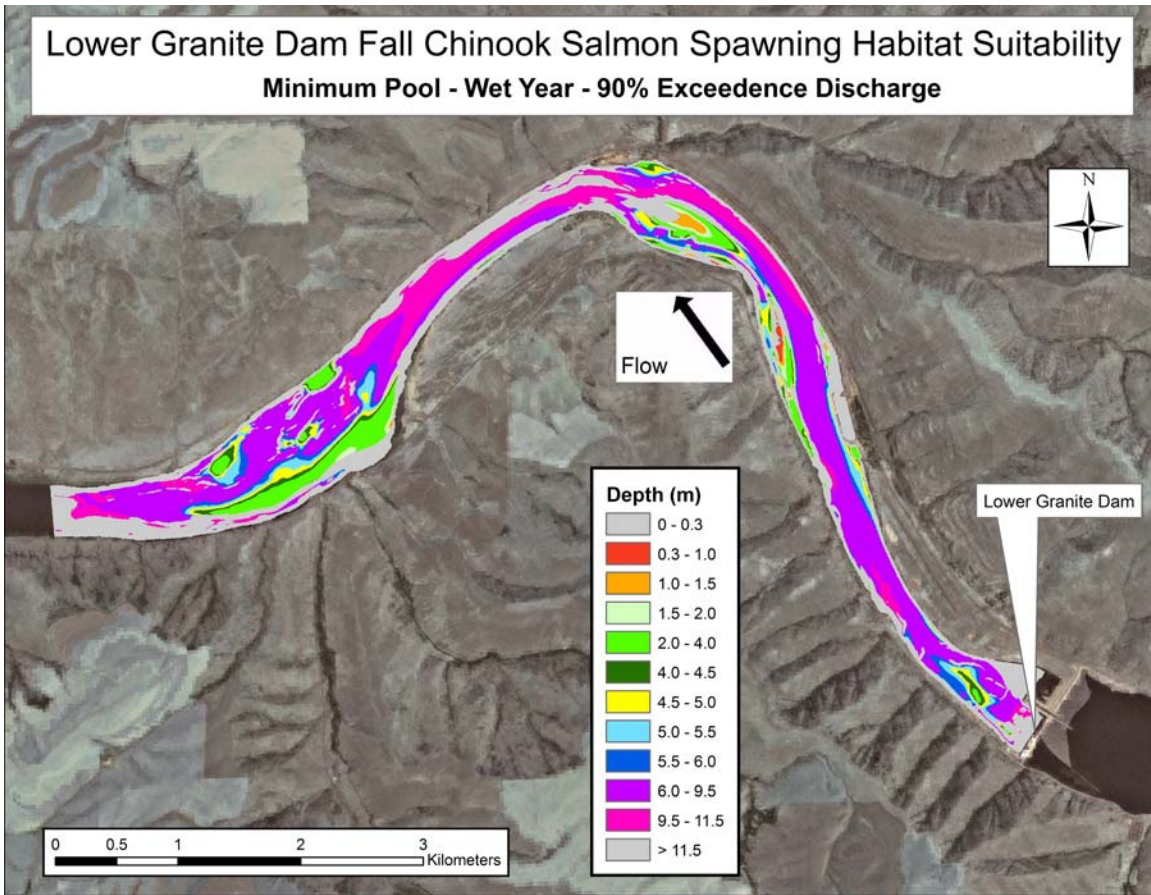 Lower Granite Dam Fall Chinook Salmon Spawning Habitat Suitability
Minimum Pool - Wet Year - 90% Exceedence Discharge
N
Flow
Lower Granite Dam
Depth (m)
0 - 0.3
0.3 - 1.0
1.0 - 1.5
1.5 - 2.0
2.0 - 4.0
4.0 - 4.5
4.5 - 5.0
5.0 - 5.5
5.5 - 6.0
6.0 - 9.5
9.5 - 11.5
> 11.5
0 0.5 1 2 3
Kilometers